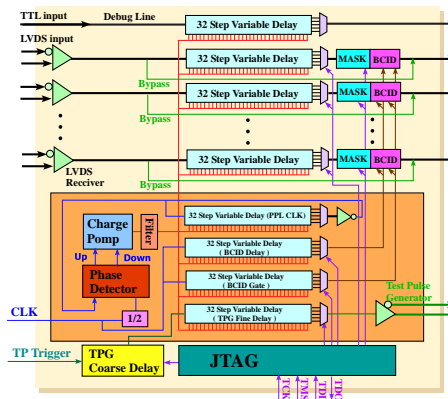 TTL input
Debug Line
32 Step Variable Delay
LVDS input
32 Step Variable Delay
MASK
BCID
Bypass
32 Step Variable Delay
MASK
BCID
Bypass
32 Step Variable Delay
MASK
BCID
LVDS
Recriver
Bypass
Charge
Pomp
Filter
32 Step Variable Delay (PPL CLK)
Up
Down
32 Step Variable Delay
( BCID Delay )
Phase
Detector
32 Step Variable Delay
( BCID Gate )
Test Pulse
Generator
CLK
1/2
32 Step Variable Delay
( TPG Fine Delay )
TP Trigger
TPG
Coarse Delay
JTAG
TCK
TMS
TDI
TDO